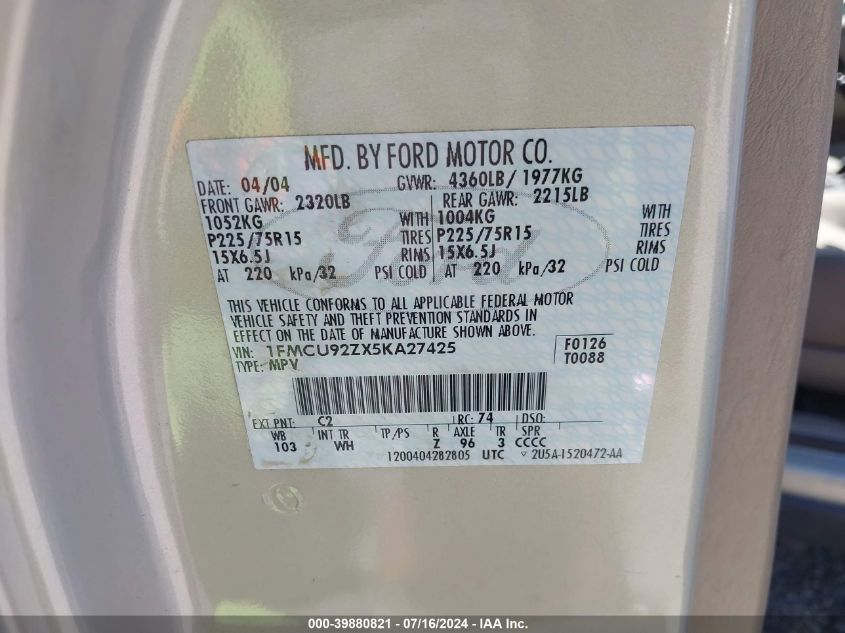 MFD. BY FORD MOTOR CO.
DATE: 04/04 GVWR: 4360LB/ 1977KG
FRONT GAWR: 2320LB REAR GAWR: 2215LB
1052KG WITH 1004KG WITH
P225/75R15 TIRES P225/75R15 TIRES
15X6.5J RIMS 15X6.5J RIMS
AT 220 kPa/32 PSI COLD AT 220 kPa/32 PSI COLD
Ford
THIS VEHICLE CONFORMS TO ALL APPLICABLE FEDERAL MOTOR
VEHICLE SAFETY AND THEFT PREVENTION STANDARDS IN
EFFECT ON THE DATE OF MANUFACTURE SHOWN ABOVE.
VIN: 1FMCU92ZX5KA27425 F0126
TYPE: MPV T0088
EXT PNT: C2 RC: 74 DSO:
WB INT TR TP/PS R AXLE TR SPR
103 WH Z 96 3 CCCC
1200404282805 UTC 2U5A-1520472-AA
000-39880821 - 07/16/2024 - IAA Inc.